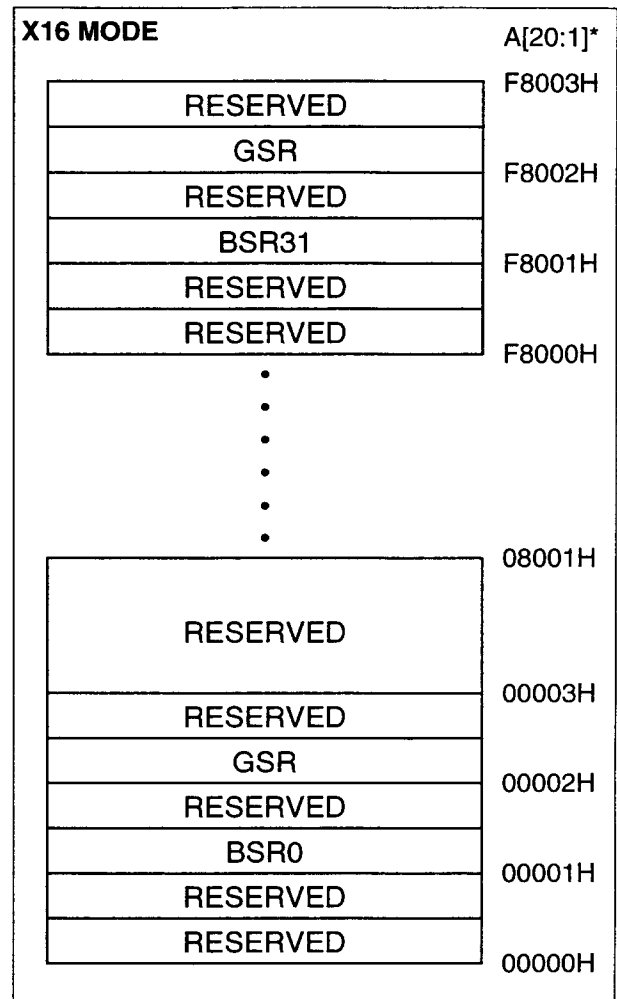 X16 MODE A[20:1]*
F8003H
RESERVED
GSR
F8002H
RESERVED
BSR31
F8001H
RESERVED
RESERVED
F8000H
08001H
RESERVED
00003H
RESERVED
GSR
00002H
RESERVED
BSR0
00001H
RESERVED
RESERVED
00000H